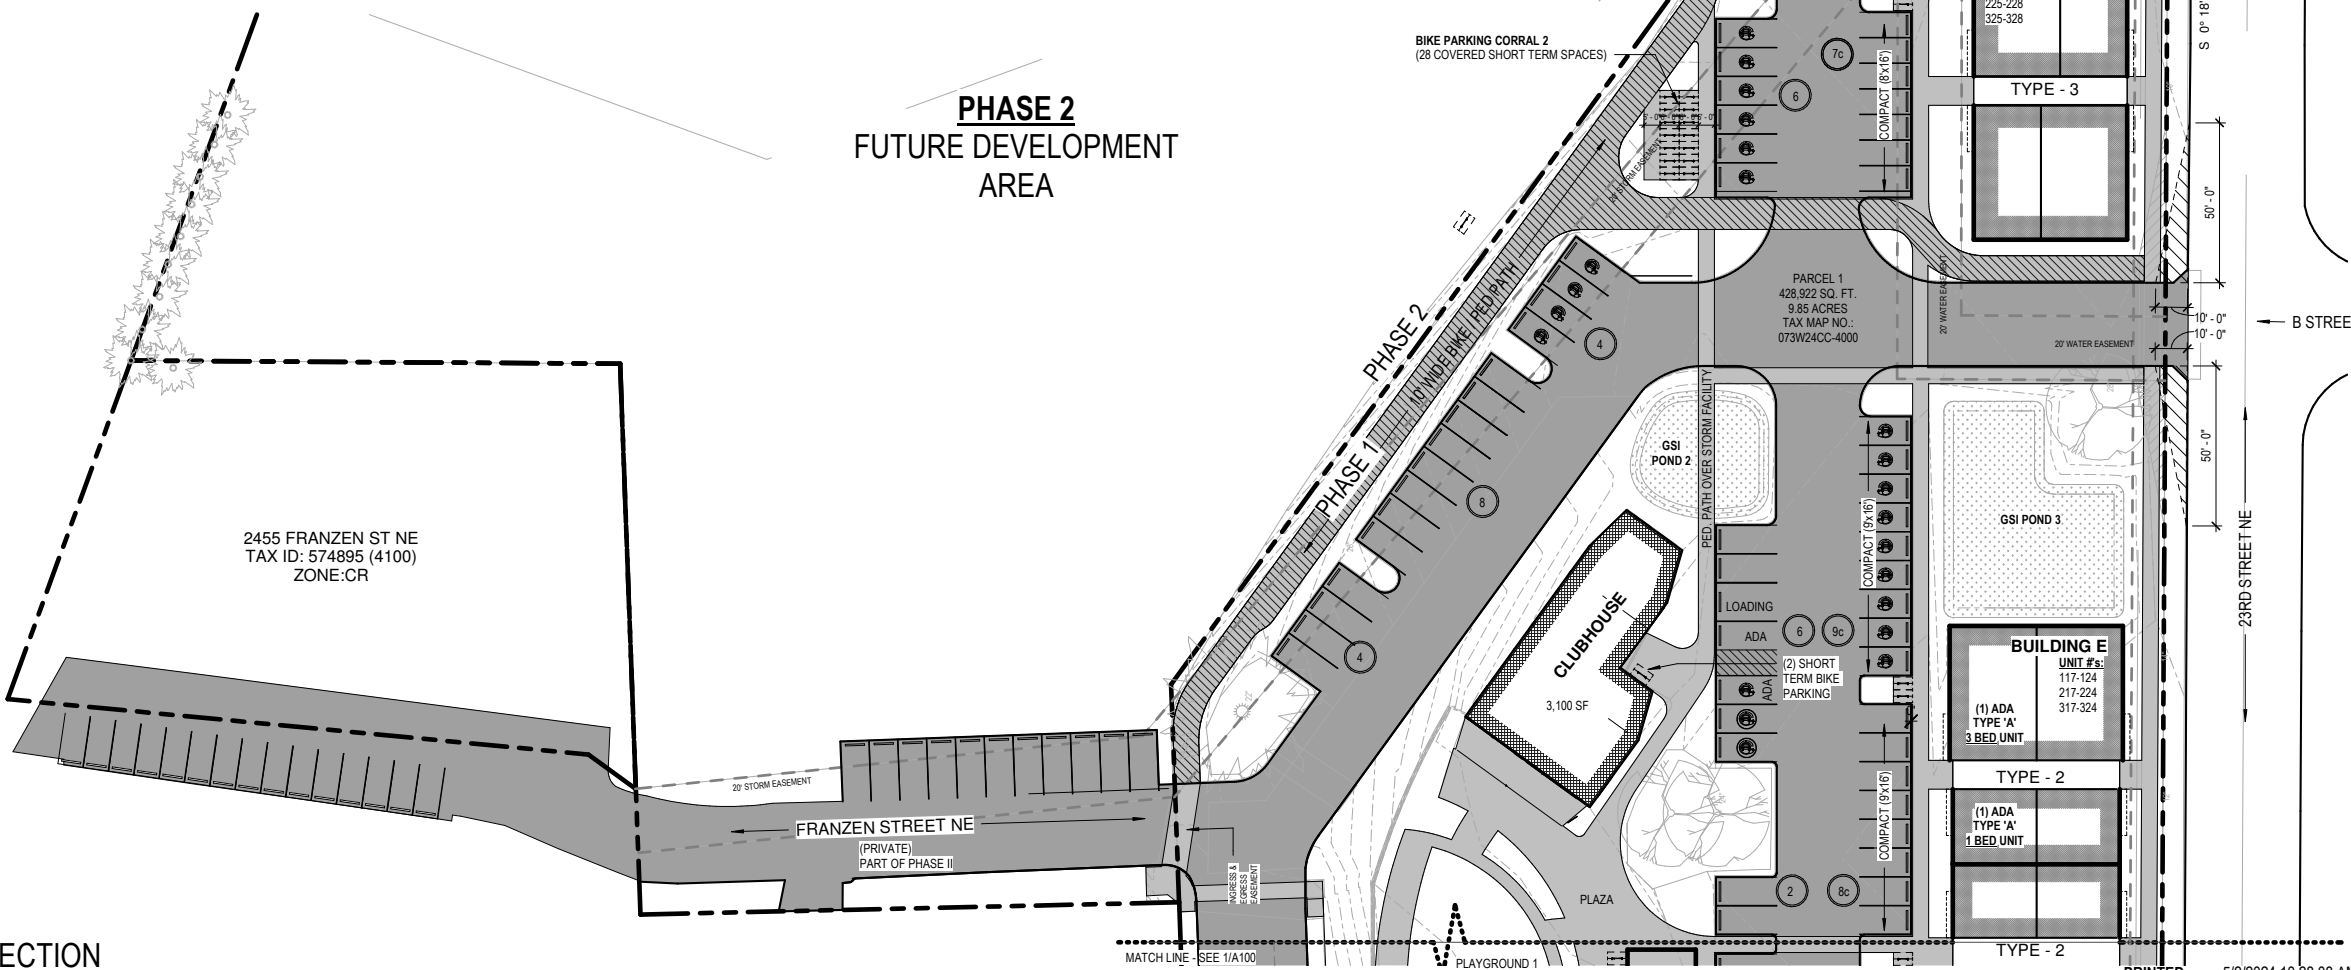 225-228
325-328
S 0° 18'
BIKE PARKING CORRAL 2
(28 COVERED SHORT TERM SPACES)
7c
6
COMPACT (8'x16')
TYPE - 3
PHASE 2
FUTURE DEVELOPMENT
AREA
20' STORM EASEMENT
50' - 0"
PARCEL 1
428,922 SQ. FT.
9.85 ACRES
TAX MAP NO.:
073W24CC-4000
20' WATER EASEMENT
20' WATER EASEMENT
10' - 0"
10' - 0"
B STREE
PHASE 2
10' WIDE BIKE / PED PATH
4
PHASE 1
8
4
GSI
POND 2
PED. PATH OVER STORM FACILITY
COMPACT (9'x16')
GSI POND 3
50' - 0"
23RD STREET NE
2455 FRANZEN ST NE
TAX ID: 574895 (4100)
ZONE:CR
CLUBHOUSE
3,100 SF
LOADING
ADA
ADA
6
9c
(2) SHORT
TERM BIKE
PARKING
BUILDING E
UNIT #'s:
117-124
217-224
317-324
(1) ADA
TYPE 'A'
3 BED UNIT
TYPE - 2
(1) ADA
TYPE 'A'
1 BED UNIT
TYPE - 2
COMPACT (9'x16')
2
8c
20' STORM EASEMENT
FRANZEN STREET NE
(PRIVATE)
PART OF PHASE II
INGRESS &
EGRESS
EASEMENT
PLAZA
MATCH LINE - SEE 1/A100
PLAYGROUND 1
ECTION